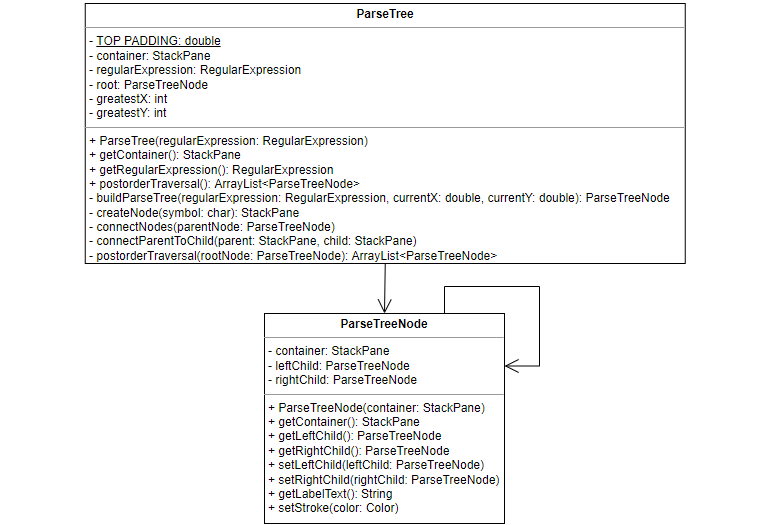 ParseTree
- TOP PADDING: double
- container: StackPane
- regularExpression: RegularExpression
- root: ParseTreeNode
- greatestX: int
- greatestY: int
+ ParseTree(regularExpression: RegularExpression)
+ getContainer(): StackPane
+ getRegularExpression(): RegularExpression
+ postorderTraversal(): ArrayList<ParseTreeNode>
- buildParseTree(regularExpression: RegularExpression, currentX: double, currentY: double): ParseTreeNode
- createNode(symbol: char): StackPane
- connectNodes(parentNode: ParseTreeNode)
- connectParentToChild(parent: StackPane, child: StackPane)
- postorderTraversal(rootNode: ParseTreeNode): ArrayList<ParseTreeNode>
ParseTreeNode
- container: StackPane
- leftChild: ParseTreeNode
- rightChild: ParseTreeNode
+ ParseTreeNode(container: StackPane)
+ getContainer(): StackPane
+ getLeftChild(): ParseTreeNode
+ getRightChild(): ParseTreeNode
+ setLeftChild(leftChild: ParseTreeNode)
+ setRightChild(rightChild: ParseTreeNode)
+ getLabelText(): String
+ setStroke(color: Color)